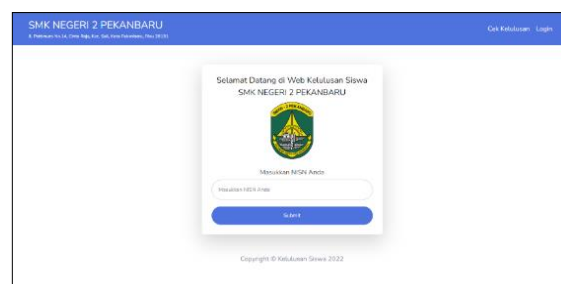 SMK NEGERI 2 PEKANBARU
Cek Kelulusan Login
Selamat Datang di Web Kelulusan Siswa
SMK NEGERI 2 PEKANBARU
Masukkan NISN Anda
Masukkan NISN Anda
Submit
Copyright © Kelulusan Siswa 2022